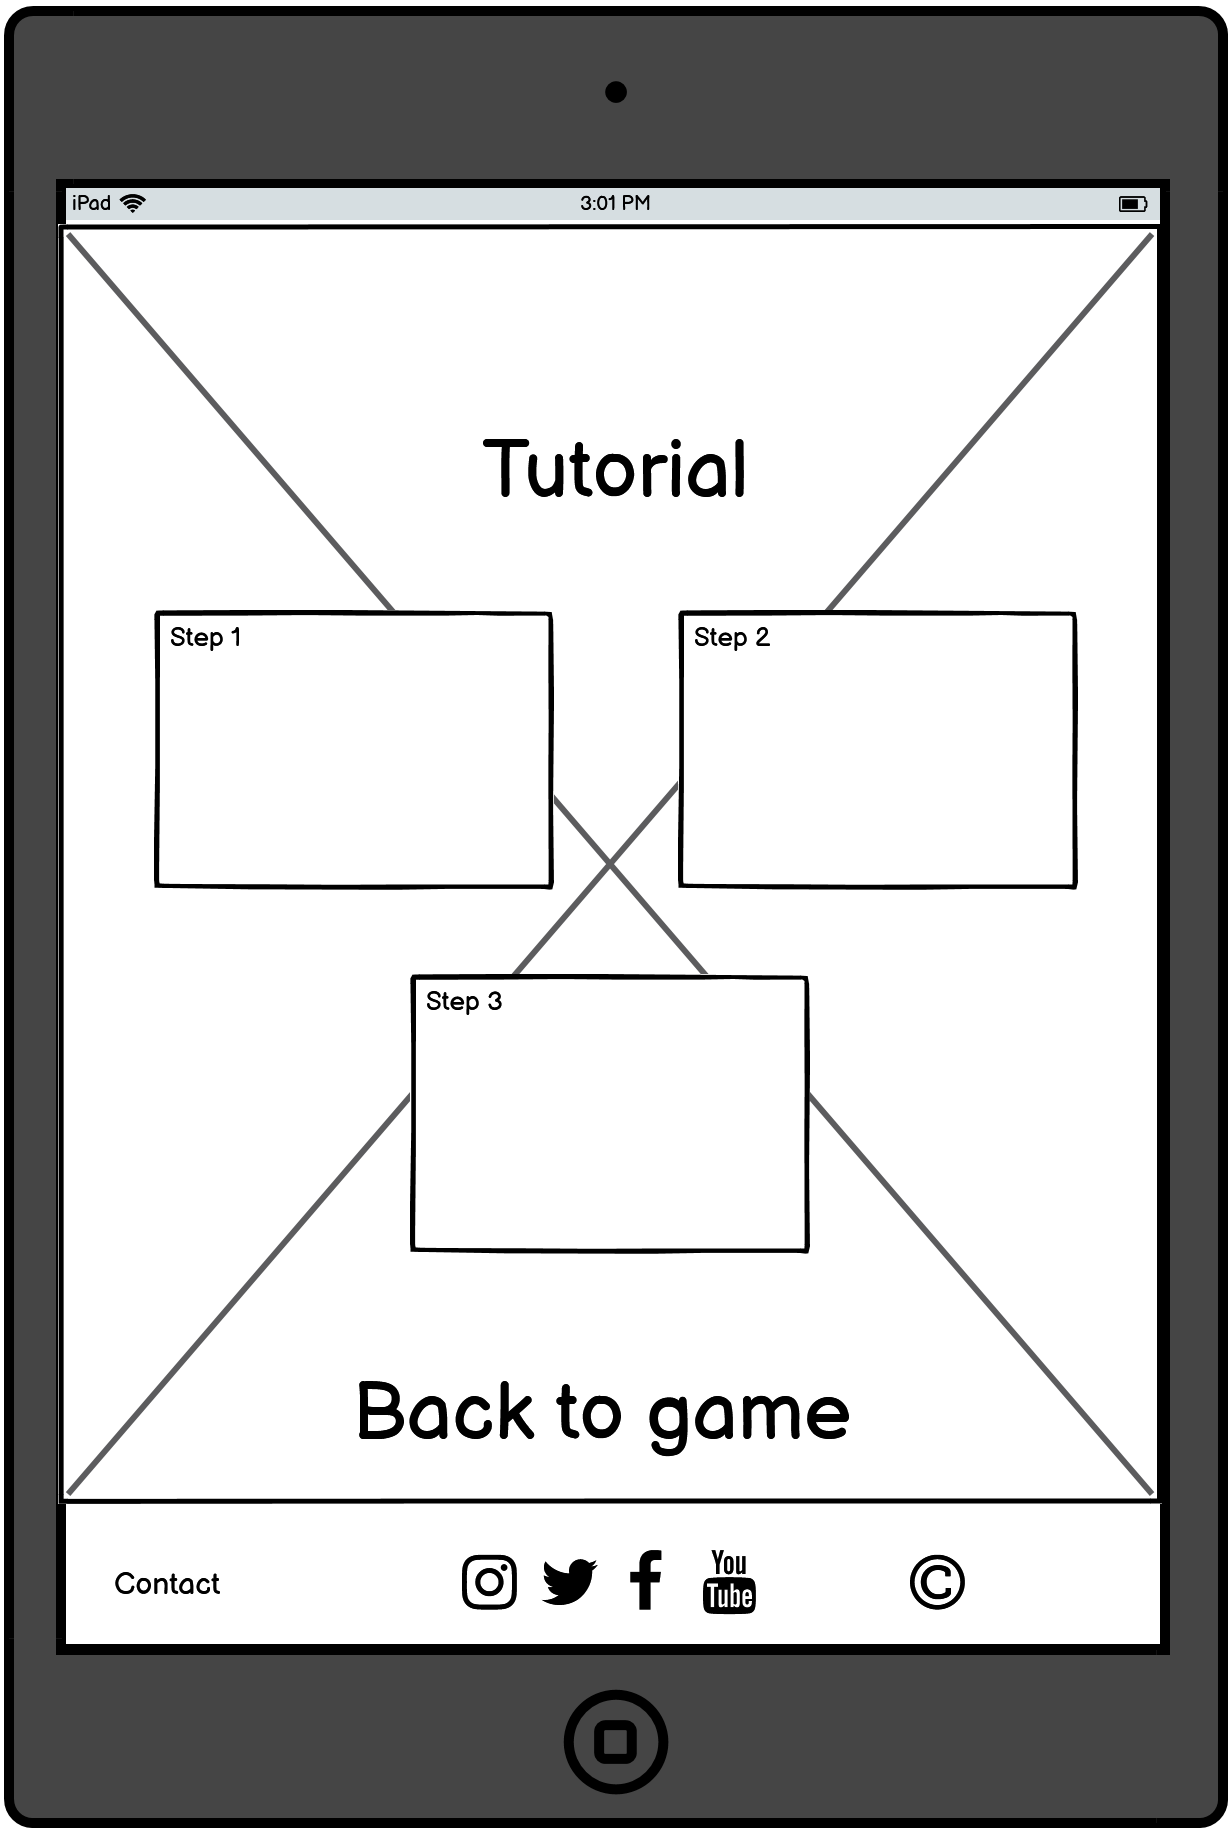 iPad 3:01 PM
Tutorial
Step 1
Step 2
Step 3
Back to game
Contact
You
Tube
©